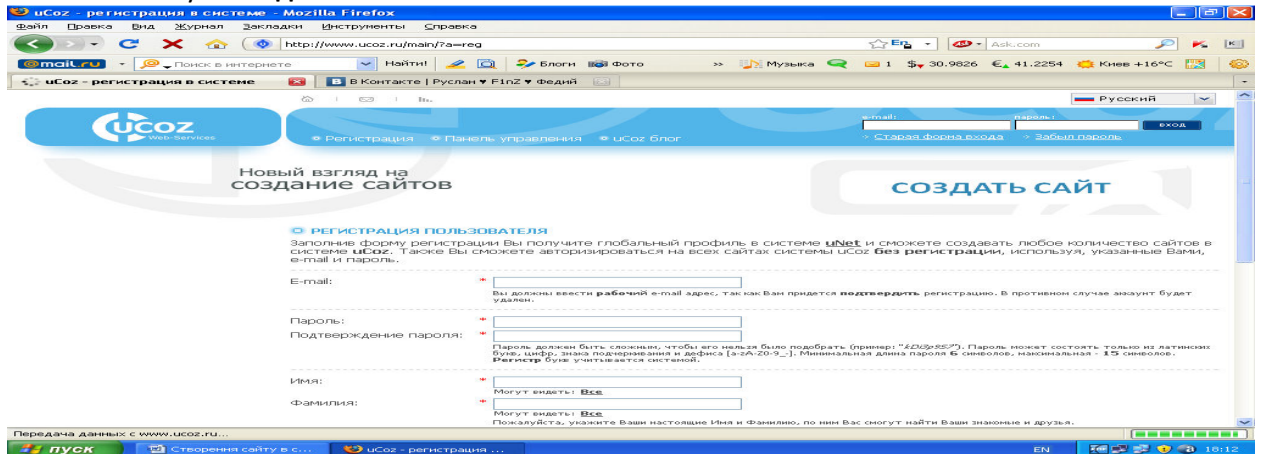 uCoz - регистрация в системе - Mozilla Firefox
Файл Правка Вид Журнал Закладки Инструменты Справка
http://www.ucoz.ru/main/?a=reg Ask.com
@mail.ru Поиск в интернете Найти! Блоги Фото » Музыка 1 $ 30.9826 € 41.2254 Киев +16°C
uCoz - регистрация в системе В Контакте | Руслан ♥ F1nZ ♥ Федий
Русский
ucoz
Web-Services
e-mail: пароль:
вход
Регистрация Панель управления uCoz блог
Старая форма входа Забыл пароль
Новый взгляд на
создание сайтов
СОЗДАТЬ САЙТ
РЕГИСТРАЦИЯ ПОЛЬЗОВАТЕЛЯ
Заполнив форму регистрации Вы получите глобальный профиль в системе uNet и сможете создавать любое количество сайтов в
системе uCoz. Также Вы сможете авторизироваться на всех сайтах системы uCoz без регистрации, используя, указанные Вами,
e-mail и пароль.
E-mail: *
Вы должны ввести рабочий e-mail адрес, так как Вам придется подтвердить регистрацию. В противном случае аккаунт будет
удален.
Пароль: *
Подтверждение пароля: *
Пароль должен быть сложным, чтобы его нельзя было подобрать (пример: Пароль может состоять только из латинских
букв, цифр, знака подчеркивания и дефиса [a-zA-Z0-9_-]. Минимальная длина пароля 6 символов, максимальная - 15 символов.
Регистр букв учитывается системой.
Имя: *
Могут видеть: Все
Фамилия: *
Могут видеть: Все
Пожалуйста, укажите Ваши настоящие Имя и Фамилию, по ним Вас смогут найти Ваши знакомые и друзья.
Передача данных с www.ucoz.ru...
пуск Створення сайту в с... uCoz - регистрация ... EN 18:12